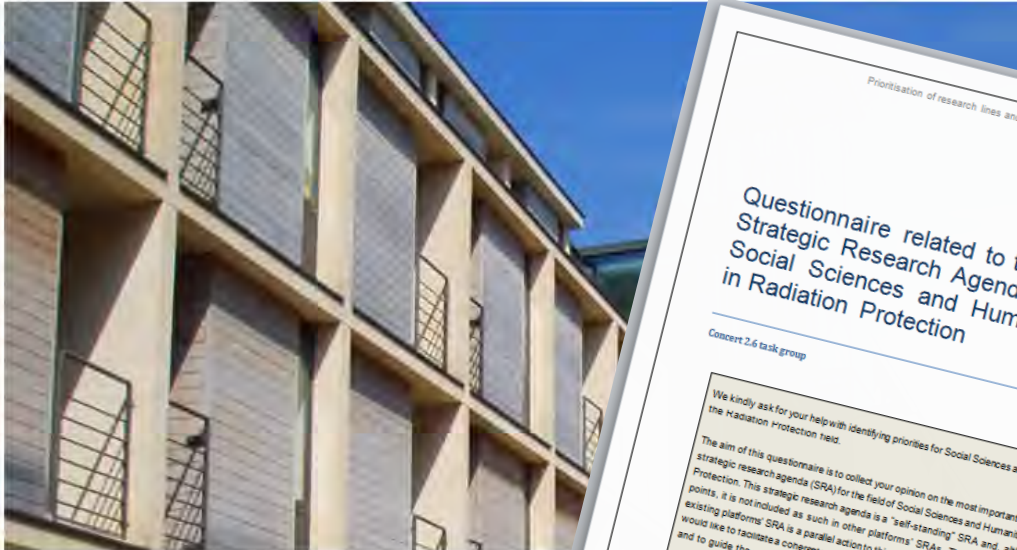 Prioritisation of research lines and
Questionnaire related to t
Strategic Research Agend
Social Sciences and Hum
in Radiation Protection
Concert 2.6 task group
We kindly ask for your help with identifying priorities for Social Sciences a
the Radiation Protection field.
The aim of this questionnaire is to collect your opinion on the most important
strategic research agenda (SRA) for the field of Social Sciences and Humanit
Protection. This strategic research agenda is a "self-standing" SRA and, al
points, it is not included as such in other platforms' SRAs.
existing platforms' SRA is a parallel action to thi
would like to facilitate a coheren
and to guide the